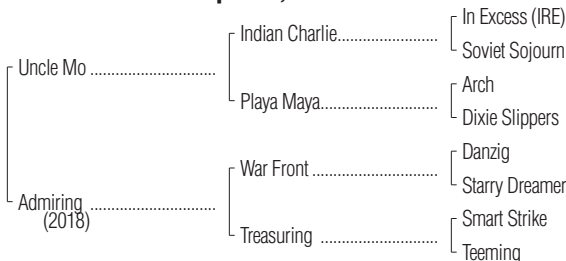 In Excess (IRE)
Indian Charlie....................
Soviet Sojourn
Uncle Mo .........................
Arch
Playa Maya........................
Dixie Slippers
Danzig
War Front .........................
Starry Dreamer
Admiring .........................
(2018)
Smart Strike
Treasuring .......................
Teeming